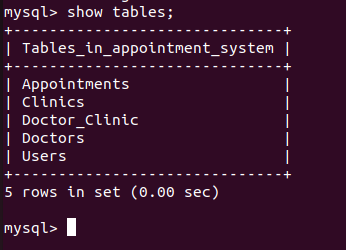 mysql> show tables;
+------------------------------+
| Tables_in_appointment_system |
+------------------------------+
| Appointments                 |
| Clinics                      |
| Doctor_Clinic                |
| Doctors                      |
| Users                        |
+------------------------------+
5 rows in set (0.00 sec)
mysql>